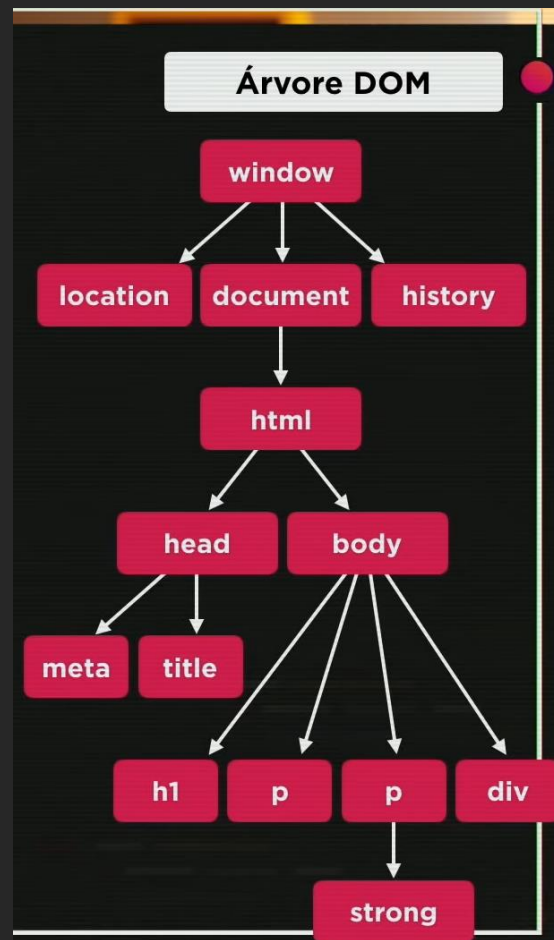 Árvore DOM
window
location document history
html
head body
meta title
h1 p p div
strong